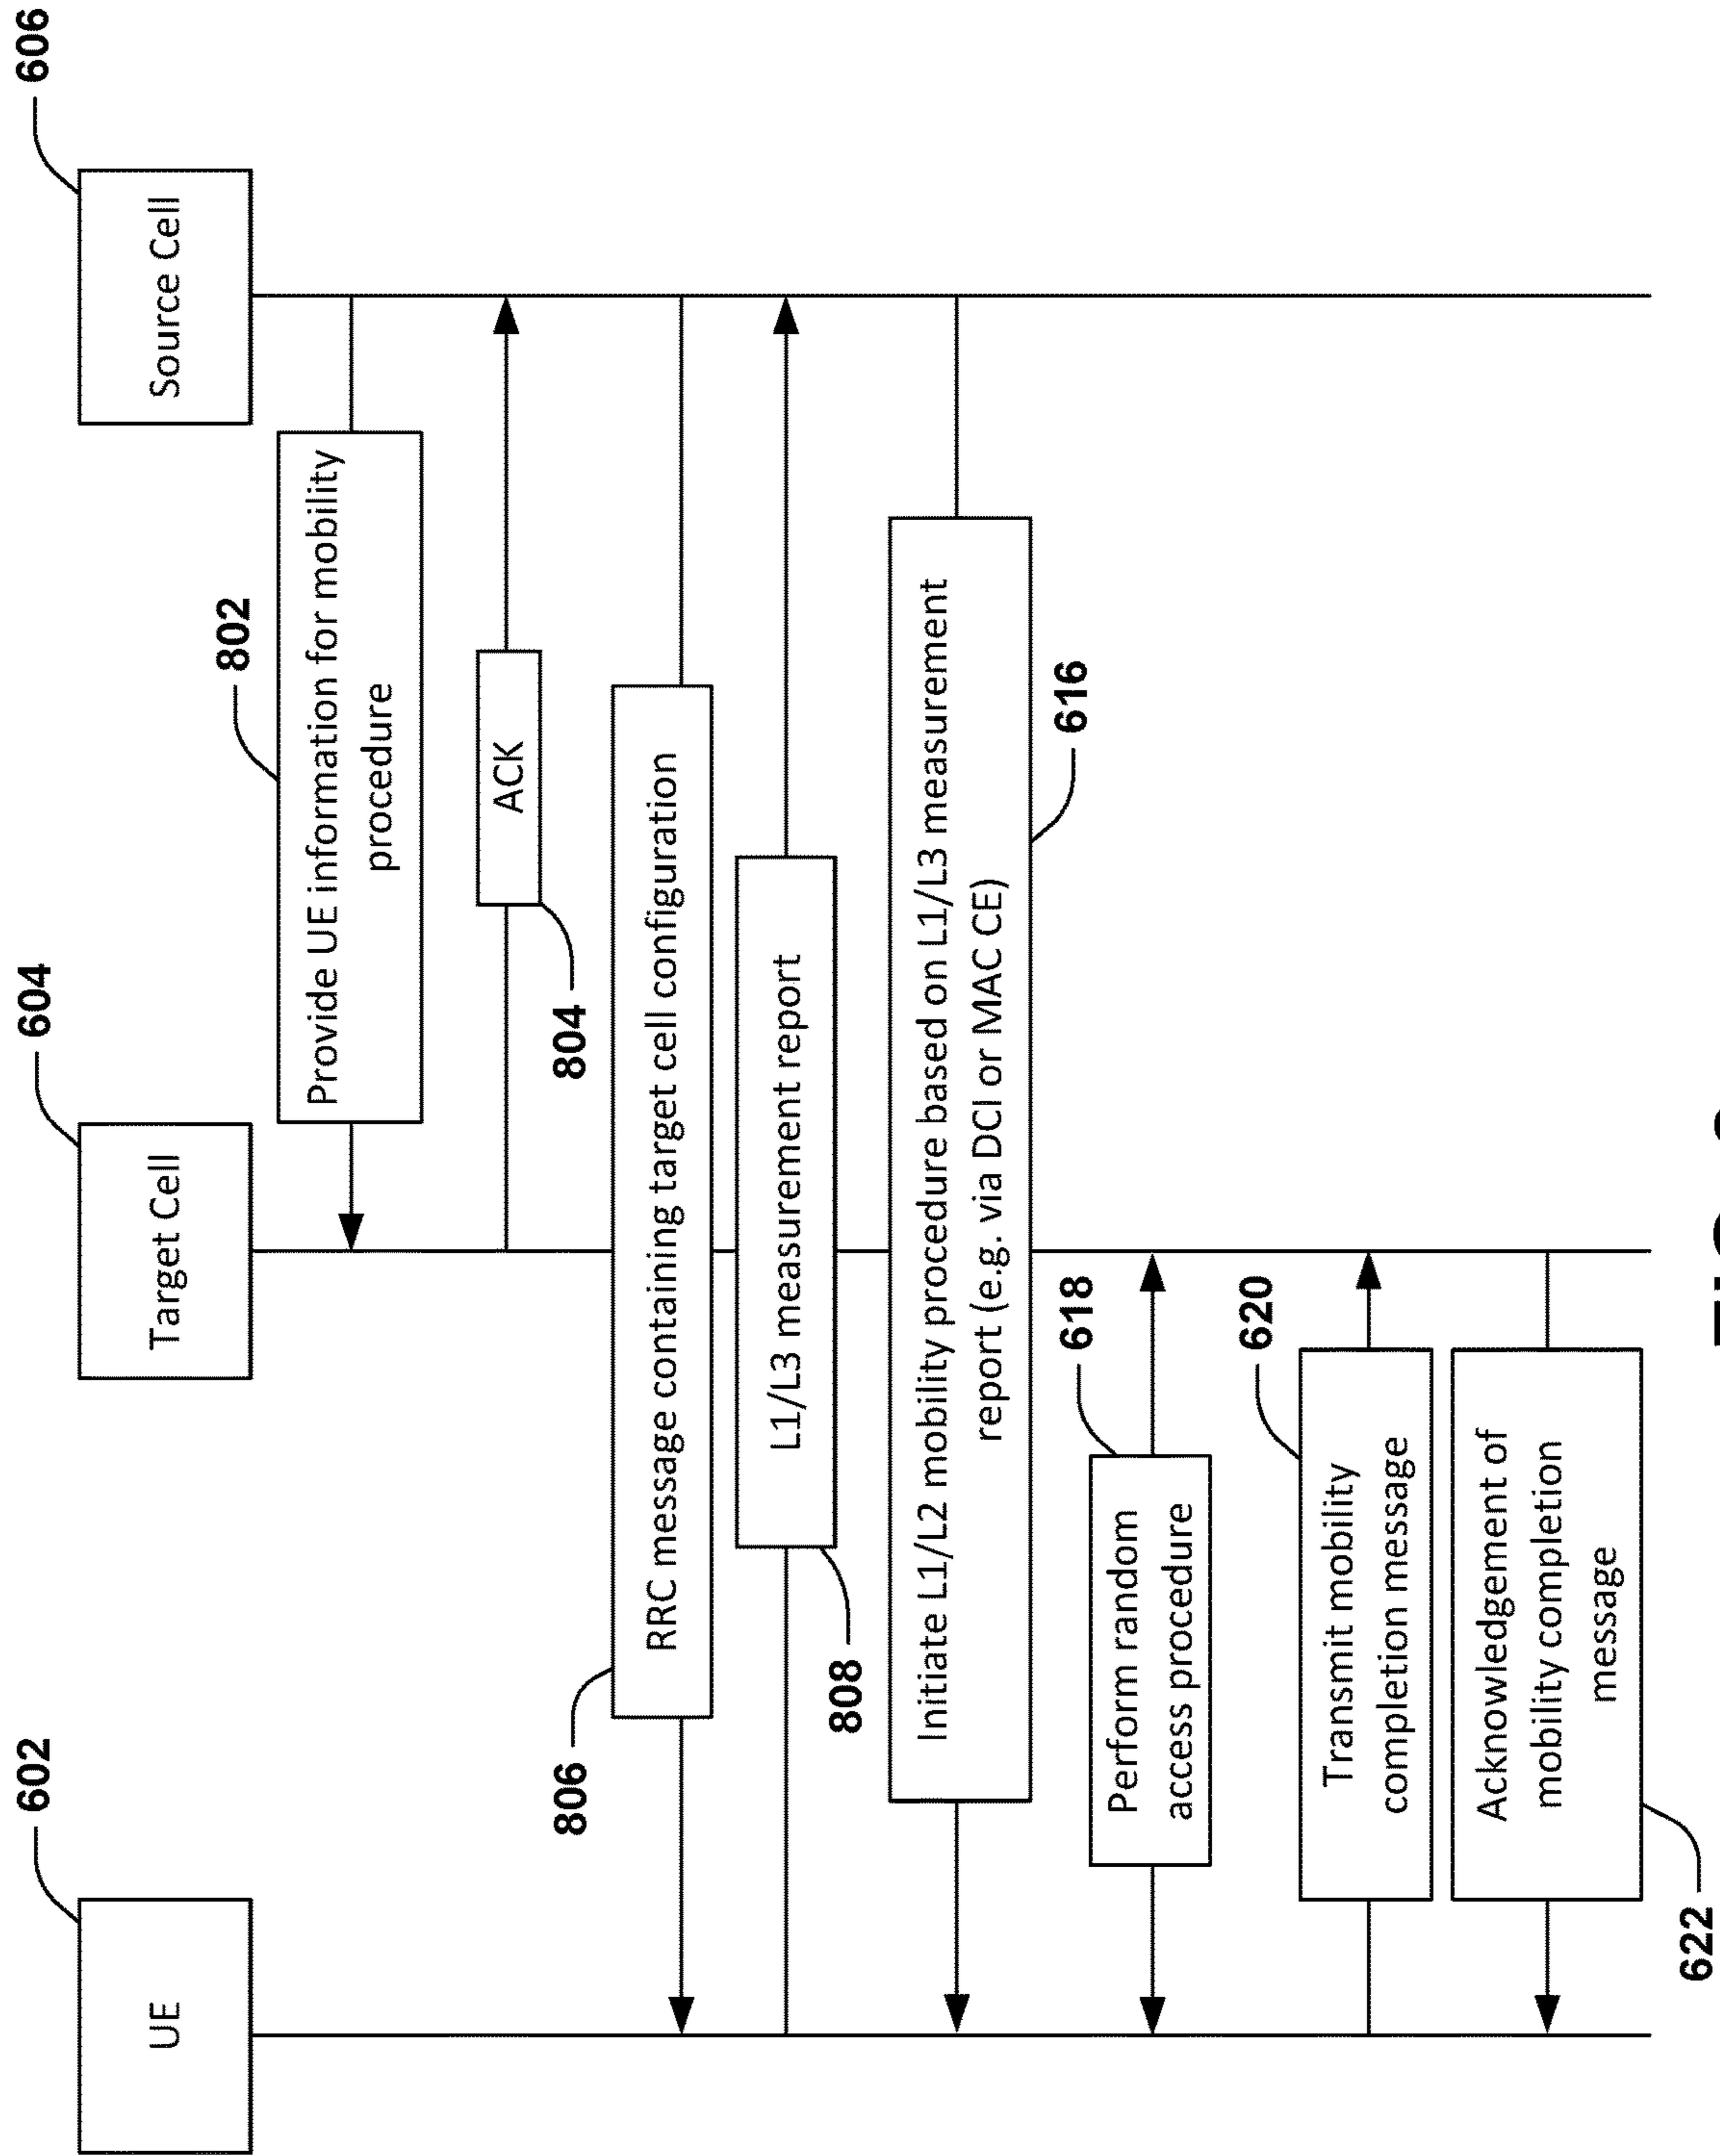 602
604
606
UE
Target Cell
Source Cell
802
Provide UE information for mobility
procedure
ACK
804
806
RRC message containing target cell configuration
L1/L3 measurement report
808
Initiate L1/L2 mobility procedure based on L1/L3 measurement
report (e.g. via DCI or MAC CE)
616
618
Perform random
access procedure
620
Transmit mobility
completion message
Acknowledgement of
mobility completion
message
622